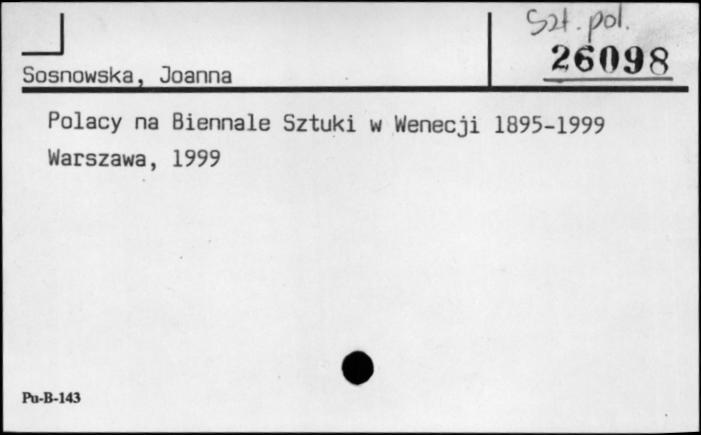 Szt. pol.
26098
Sosnowska, Joanna
Polacy na Biennale Sztuki w Wenecji 1895-1999
Warszawa, 1999
Pu-B-143